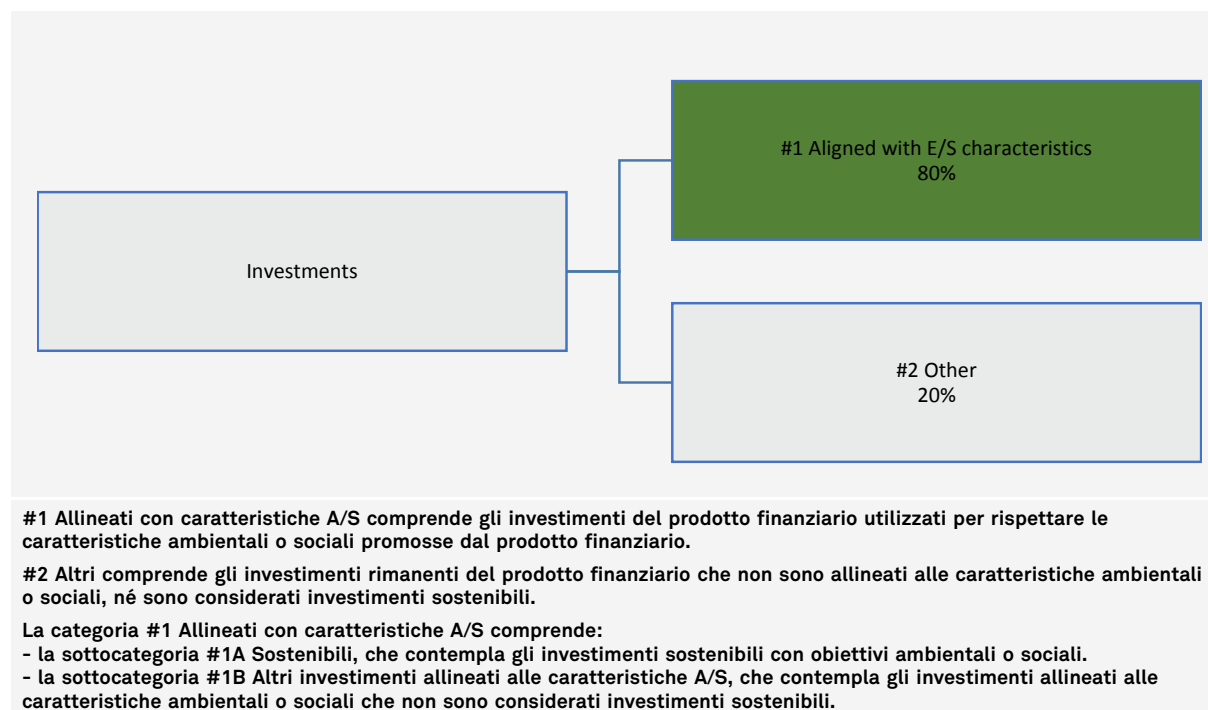 #1 Aligned with E/S characteristics
80%
Investments
#2 Other
20%
#1 Allineati con caratteristiche A/S comprende gli investimenti del prodotto finanziario utilizzati per rispettare le
caratteristiche ambientali o sociali promosse dal prodotto finanziario.
#2 Altri comprende gli investimenti rimanenti del prodotto finanziario che non sono allineati alle caratteristiche ambientali
o sociali, né sono considerati investimenti sostenibili.
La categoria #1 Allineati con caratteristiche A/S comprende:
- la sottocategoria #1A Sostenibili, che contempla gli investimenti sostenibili con obiettivi ambientali o sociali.
- la sottocategoria #1B Altri investimenti allineati alle caratteristiche A/S, che contempla gli investimenti allineati alle
caratteristiche ambientali o sociali che non sono considerati investimenti sostenibili.